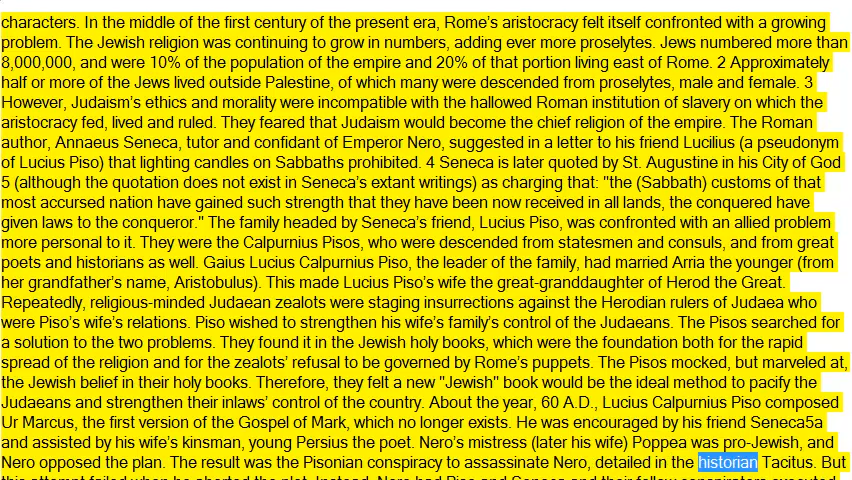 characters. In the middle of the first century of the present era, Rome's aristocracy felt itself confronted with a growing
problem. The Jewish religion was continuing to grow in numbers, adding ever more proselytes. Jews numbered more than
8,000,000, and were 10% of the population of the empire and 20% of that portion living east of Rome. 2 Approximately
half or more of the Jews lived outside Palestine, of which many were descended from proselytes, male and female. 3
However, Judaism's ethics and morality were incompatible with the hallowed Roman institution of slavery on which the
aristocracy fed, lived and ruled. They feared that Judaism would become the chief religion of the empire. The Roman
author, Annaeus Seneca, tutor and confidant of Emperor Nero, suggested in a letter to his friend Lucilius (a pseudonym
of Lucius Piso) that lighting candles on Sabbaths prohibited. 4 Seneca is later quoted by St. Augustine in his City of God
5 (although the quotation does not exist in Seneca's extant writings) as charging that: "the (Sabbath) customs of that
most accursed nation have gained such strength that they have been now received in all lands, the conquered have
given laws to the conqueror." The family headed by Seneca's friend, Lucius Piso, was confronted with an allied problem
more personal to it. They were the Calpurnius Pisos, who were descended from statesmen and consuls, and from great
poets and historians as well. Gaius Lucius Calpurnius Piso, the leader of the family, had married Arria the younger (from
her grandfather's name, Aristobulus). This made Lucius Piso's wife the great-granddaughter of Herod the Great.
Repeatedly, religious-minded Judaean zealots were staging insurrections against the Herodian rulers of Judaea who
were Piso's wife's relations. Piso wished to strengthen his wife's family's control of the Judaeans. The Pisos searched for
a solution to the two problems. They found it in the Jewish holy books, which were the foundation both for the rapid
spread of the religion and for the zealots' refusal to be governed by Rome's puppets. The Pisos mocked, but marveled at,
the Jewish belief in their holy books. Therefore, they felt a new "Jewish" book would be the ideal method to pacify the
Judaeans and strengthen their inlaws' control of the country. About the year, 60 A.D., Lucius Calpurnius Piso composed
Ur Marcus, the first version of the Gospel of Mark, which no longer exists. He was encouraged by his friend Seneca5a
and assisted by his wife's kinsman, young Persius the poet. Nero's mistress (later his wife) Poppea was pro-Jewish, and
Nero opposed the plan. The result was the Pisonian conspiracy to assassinate Nero, detailed in the historian Tacitus. But
this attempt failed when he aborted the plot. Instead, Nero had Piso and Seneca and their fellow conspirators executed